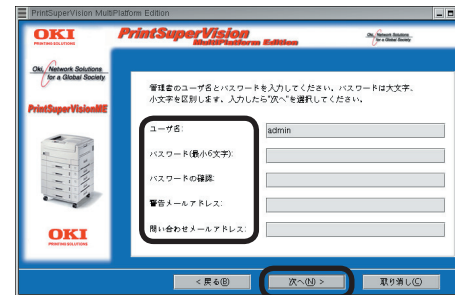 PrintSuperVision MultiPlatform Edition
OKI
PRINTING SOLUTIONS
PrintSuperVision
MultiPlatform Edition
Oki, Network Solutions
for a Global Society
Oki, Network Solutions
for a Global Society
PrintSuperVisionME
OKI
PRINTING SOLUTIONS
管理者のユーザ名とパスワードを入力してください。パスワードは大文字、
小文字を区別します。入力したら"次へ"を選択してください。
ユーザ名:
admin
パスワード(最小6文字):
パスワードの確認:
警告メールアドレス:
問い合わせメールアドレス:
< 戻る(B)
次へ(N) >
取り消し(C)